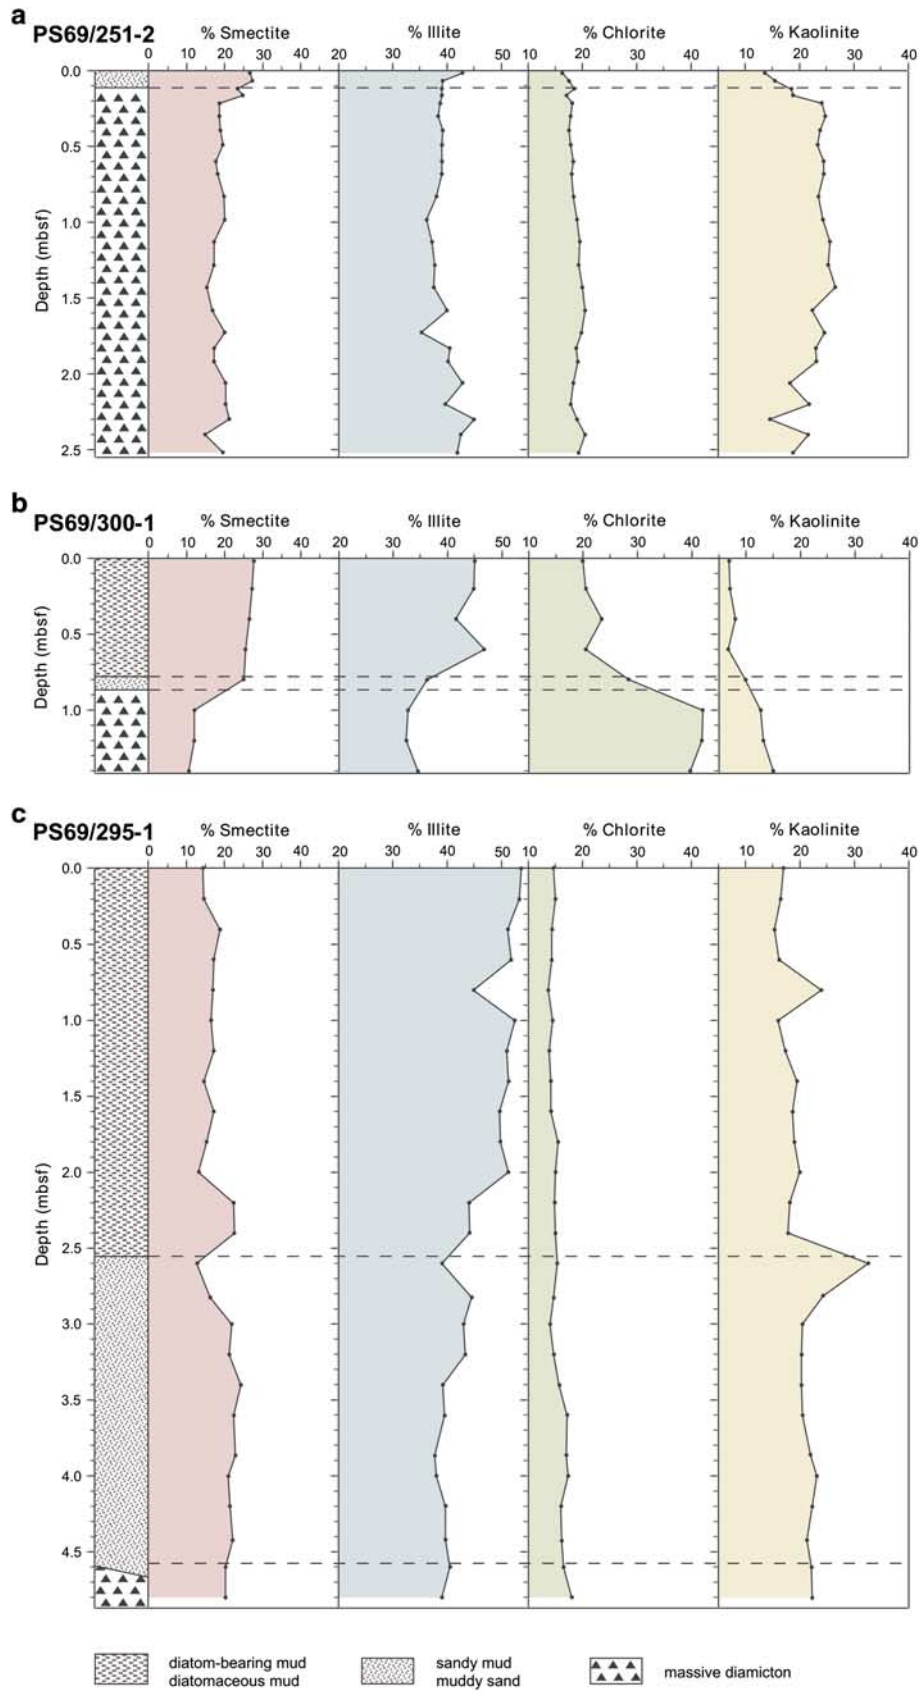 a
PS69/251-2
% Smectite % Illite % Chlorite % Kaolinite
0 10 20 30 40 20 30 40 50 10 20 30 40 10 20 30 40
0.0
0.5
1.0
1.5
2.0
2.5
Depth (mbsf)
b
PS69/300-1
% Smectite % Illite % Chlorite % Kaolinite
0 10 20 30 40 20 30 40 50 10 20 30 40 10 20 30 40
0.0
0.5
1.0
Depth (mbsf)
c
PS69/295-1
% Smectite % Illite % Chlorite % Kaolinite
0 10 20 30 40 20 30 40 50 10 20 30 40 10 20 30 40
0.0
0.5
1.0
1.5
2.0
2.5
3.0
3.5
4.0
4.5
Depth (mbsf)
diatom-bearing mud
diatomaceous mud
sandy mud
muddy sand
massive diamicton